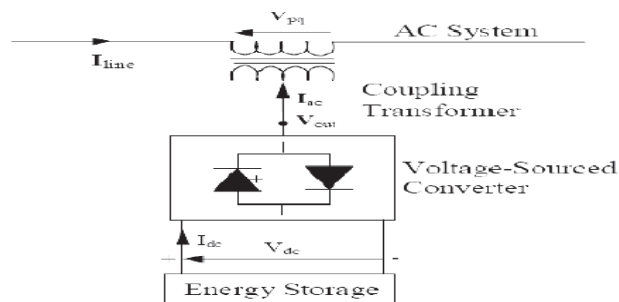 Vpq
AC System
Iline
Coupling
Transformer
Iac
Vout
Voltage-Sourced
Converter
+
Idc
Vdc
+
-
Energy Storage